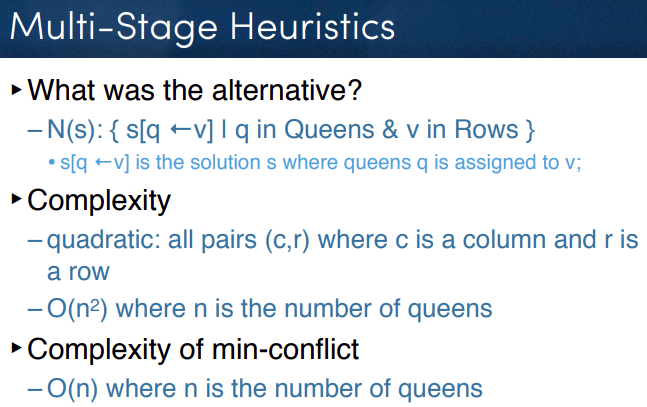 Multi-Stage Heuristics
‣ What was the alternative?
– N(s): { s[q ←v] | q in Queens & v in Rows }
• s[q ←v] is the solution s where queens q is assigned to v;
‣ Complexity
– quadratic: all pairs (c,r) where c is a column and r is
a row
– O(n²) where n is the number of queens
‣ Complexity of min-conflict
– O(n) where n is the number of queens